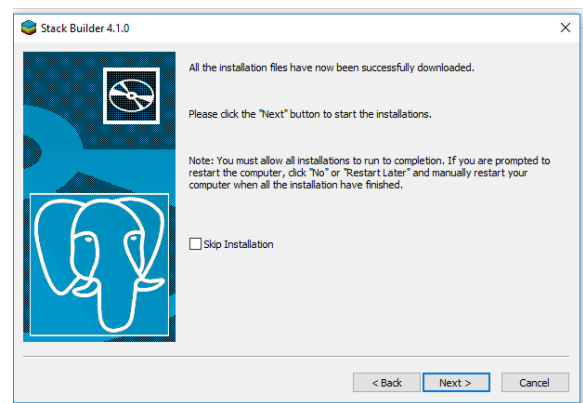 Stack Builder 4.1.0
All the installation files have now been successfully downloaded.
Please click the "Next" button to start the installations.
Note: You must allow all installations to run to completion. If you are prompted to
restart the computer, click "No" or "Restart Later" and manually restart your
computer when all the installation have finished.
Skip Installation
< Back Next > Cancel